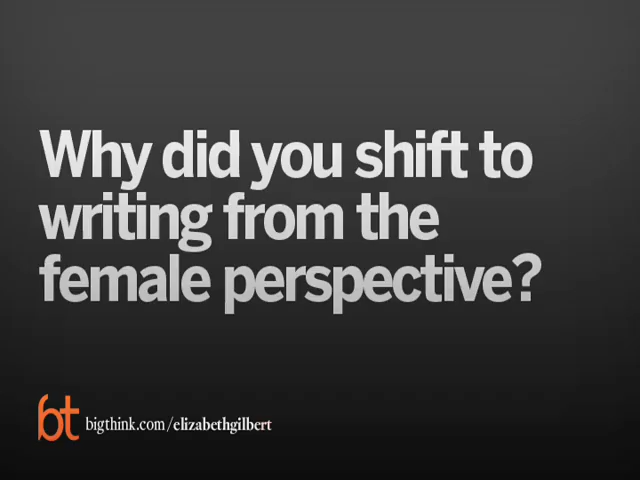 Why did you shift to
writing from the
female perspective?
bt bigthink.com/elizabethgilbert